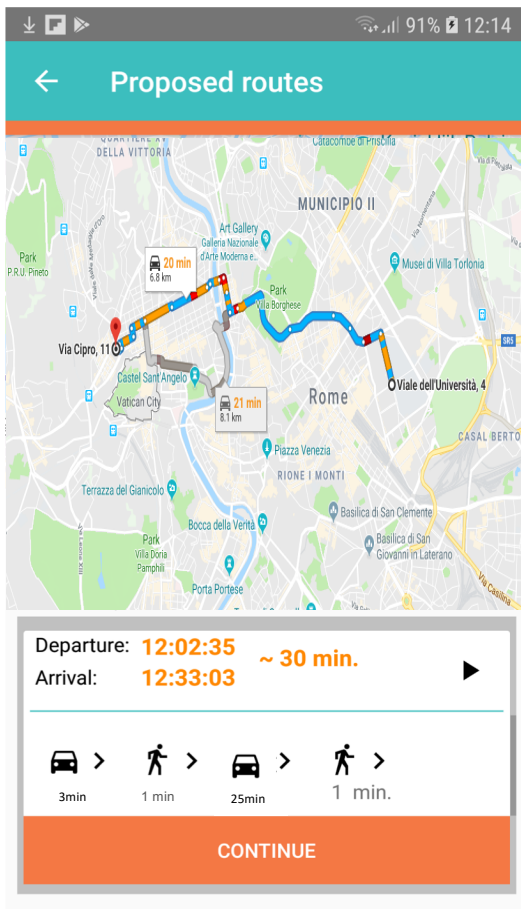 91% 12:14
Proposed routes
DELLA VITTORIA
Catacombe di Priscilla
MUNICIPIO II
Via Nomentana
Art Gallery
Galleria Nazionale
d'Arte Moderna e...
Park
P.R.U. Pineto
20 min
6.8 km
Musei di Villa Torlonia
Park
Villa Borghese
Via Cipro, 11
SR5
Castel Sant'Angelo
Viale dell'Università, 4
Vatican City
21 min
8.1 km
Rome
CASAL BERTO
Piazza Venezia
RIONE I MONTI
Terrazza del Gianicolo
Basilica di San Clemente
Bocca della Verità
Basilica di San
Giovanni in Laterano
Park
Villa Doria
Pamphili
Via Leone XIII
Porta Portese
Via Casilina
Departure: 12:02:35
~ 30 min.
Arrival: 12:33:03
3min 1 min 25min 1 min.
CONTINUE